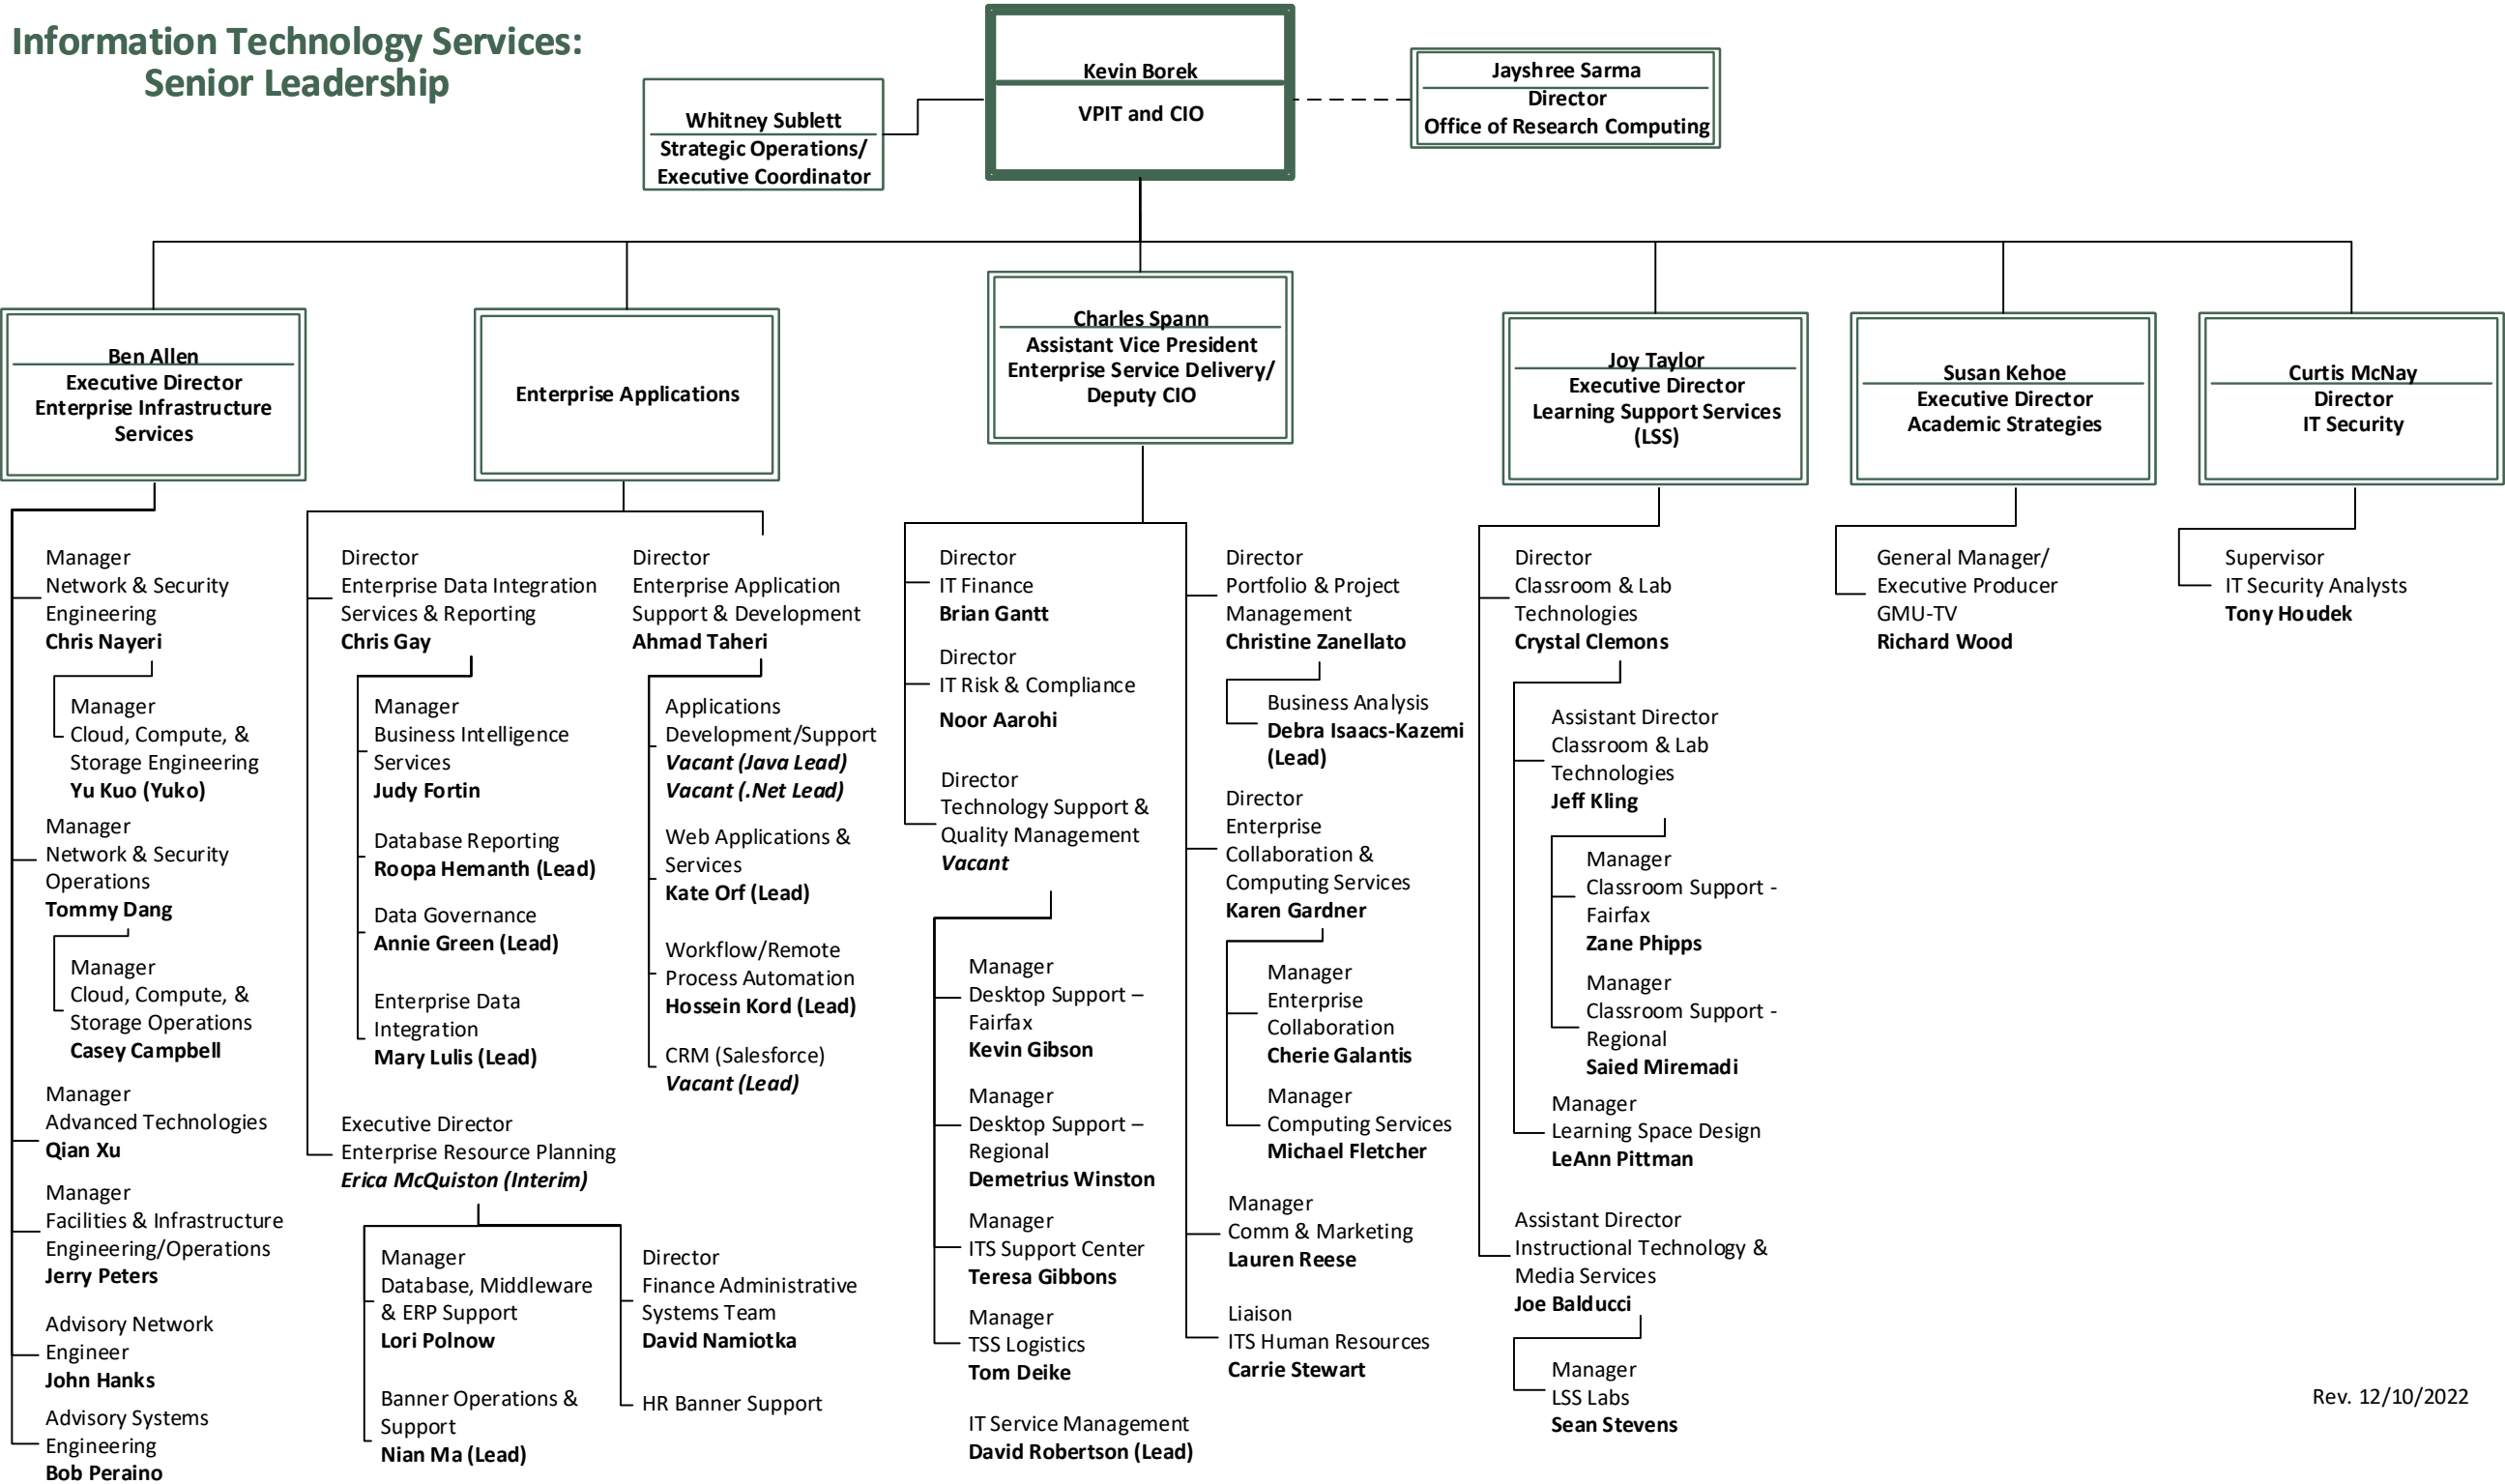 Information Technology Services:
Senior Leadership
Kevin Borek
VPIT and CIO
Whitney Sublett
Strategic Operations/
Executive Coordinator
Jayshree Sarma
Director
Office of Research Computing
Ben Allen
Executive Director
Enterprise Infrastructure
Services
Enterprise Applications
Charles Spann
Assistant Vice President
Enterprise Service Delivery/
Deputy CIO
Joy Taylor
Executive Director
Learning Support Services
(LSS)
Susan Kehoe
Executive Director
Academic Strategies
Curtis McNay
Director
IT Security
Manager
Network & Security
Engineering
Chris Nayeri
Manager
Cloud, Compute, &
Storage Engineering
Yu Kuo (Yuko)
Manager
Network & Security
Operations
Tommy Dang
Manager
Cloud, Compute, &
Storage Operations
Casey Campbell
Manager
Advanced Technologies
Qian Xu
Manager
Facilities & Infrastructure
Engineering/Operations
Jerry Peters
Advisory Network
Engineer
John Hanks
Advisory Systems
Engineering
Bob Peraino
Director
Enterprise Data Integration
Services & Reporting
Chris Gay
Manager
Business Intelligence
Services
Judy Fortin
Database Reporting
Roopa Hemanth (Lead)
Data Governance
Annie Green (Lead)
Enterprise Data
Integration
Mary Lulis (Lead)
Director
Enterprise Application
Support & Development
Ahmad Taheri
Applications
Development/Support
Vacant (Java Lead)
Vacant (.Net Lead)
Web Applications &
Services
Kate Orf (Lead)
Workflow/Remote
Process Automation
Hossein Kord (Lead)
CRM (Salesforce)
Vacant (Lead)
Executive Director
Enterprise Resource Planning
Erica McQuiston (Interim)
Manager
Database, Middleware
& ERP Support
Lori Polnow
Banner Operations &
Support
Nian Ma (Lead)
Director
Finance Administrative
Systems Team
David Namiotka
HR Banner Support
Director
IT Finance
Brian Gantt
Director
IT Risk & Compliance
Noor Aarohi
Director
Technology Support &
Quality Management
Vacant
Manager
Desktop Support –
Fairfax
Kevin Gibson
Manager
Desktop Support –
Regional
Demetrius Winston
Manager
ITS Support Center
Teresa Gibbons
Manager
TSS Logistics
Tom Deike
IT Service Management
David Robertson (Lead)
Director
Portfolio & Project
Management
Christine Zanellato
Business Analysis
Debra Isaacs-Kazemi
(Lead)
Director
Enterprise
Collaboration &
Computing Services
Karen Gardner
Manager
Enterprise
Collaboration
Cherie Galantis
Manager
Computing Services
Michael Fletcher
Manager
Comm & Marketing
Lauren Reese
Liaison
ITS Human Resources
Carrie Stewart
Director
Classroom & Lab
Technologies
Crystal Clemons
Assistant Director
Classroom & Lab
Technologies
Jeff Kling
Manager
Classroom Support -
Fairfax
Zane Phipps
Manager
Classroom Support -
Regional
Saied Miremadi
Manager
Learning Space Design
LeAnn Pittman
Assistant Director
Instructional Technology &
Media Services
Joe Balducci
Manager
LSS Labs
Sean Stevens
General Manager/
Executive Producer
GMU-TV
Richard Wood
Supervisor
IT Security Analysts
Tony Houdek
Rev. 12/10/2022